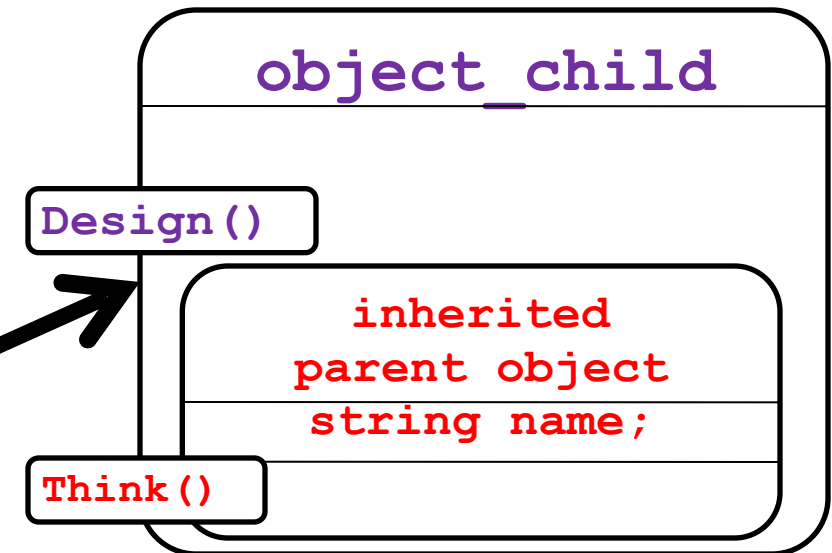 object_child
Design()
inherited
parent object
string name;
Think()